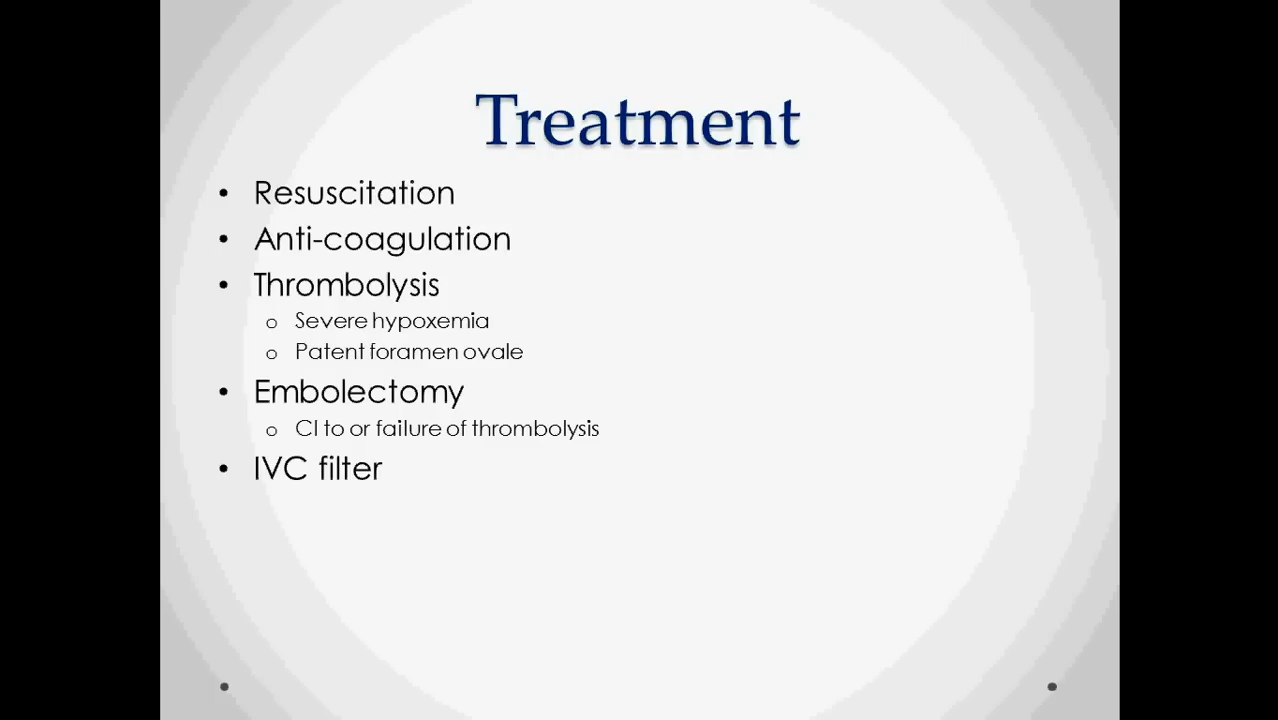 Treatment
• Resuscitation
• Anti-coagulation
• Thrombolysis
o Severe hypoxemia
o Patent foramen ovale
• Embolectomy
o CI to or failure of thrombolysis
• IVC filter